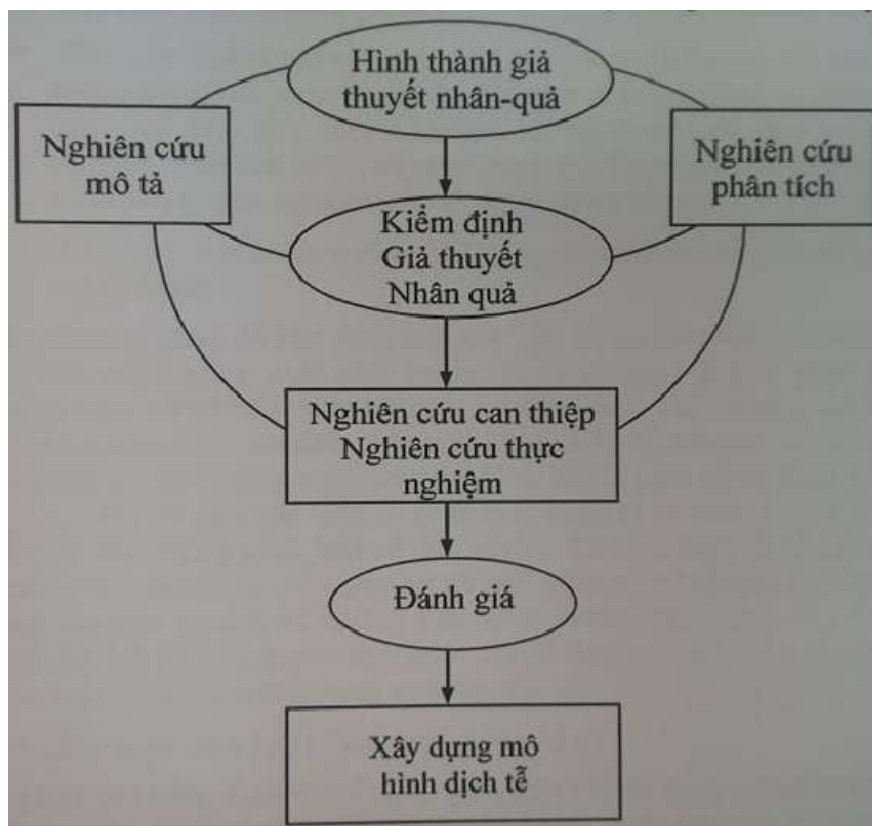 Hình thành giả
thuyết nhân-quả
Nghiên cứu
mô tả
Nghiên cứu
phân tích
Kiểm định
Giả thuyết
Nhân quả
Nghiên cứu can thiệp
Nghiên cứu thực
nghiệm
Đánh giá
Xây dựng mô
hình dịch tễ